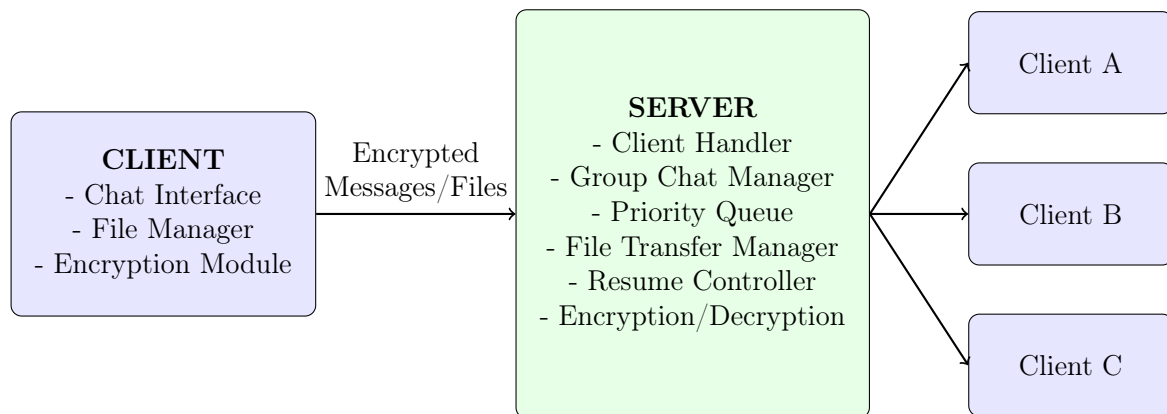 CLIENT
- Chat Interface
- File Manager
- Encryption Module
Encrypted
Messages/Files
SERVER
- Client Handler
- Group Chat Manager
- Priority Queue
- File Transfer Manager
- Resume Controller
- Encryption/Decryption
Client A
Client B
Client C